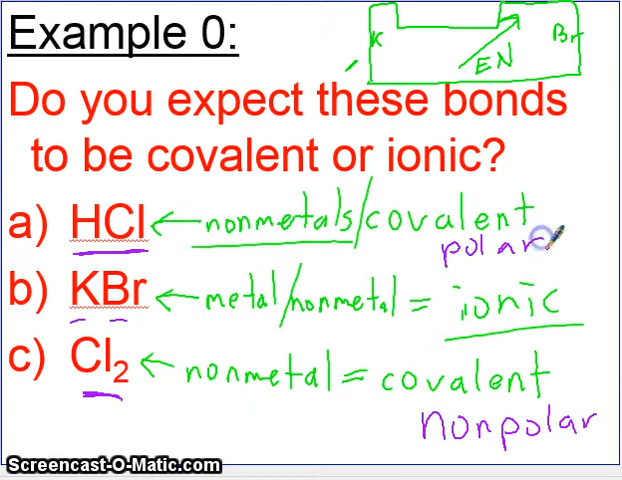 Example 0:
K
EN
Br
Do you expect these bonds
to be covalent or ionic?
a) HCl ← nonmetals/covalent
polar
b) KBr ← metal/nonmetal = ionic
c) Cl₂ ← nonmetal = covalent
nonpolar
Screencast-O-Matic.com